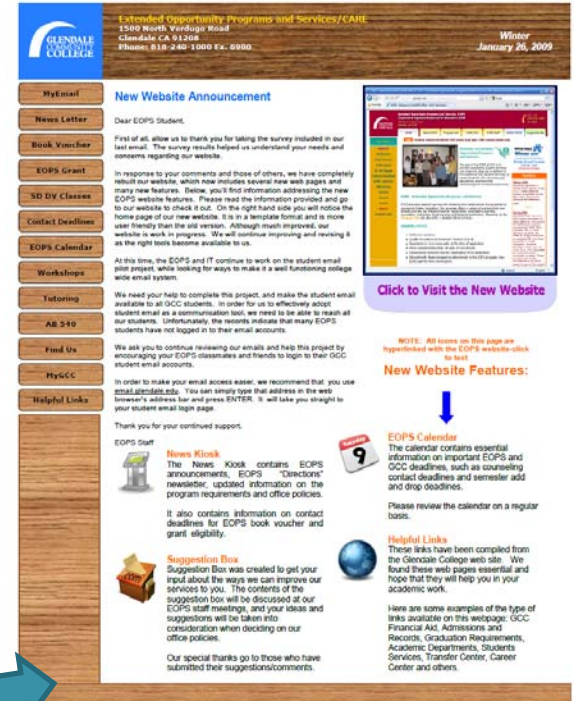 GLENDALE
COMMUNITY
COLLEGE
Extended Opportunity Programs and Services/CARE
1500 North Verdugo Road
Glendale CA 91208
Phone: 818-240-1000 Ex. 6900
Winter
January 26, 2009
MyEmail
News Letter
Book Voucher
EOPS Grant
SD DV Classes
Contact Deadlines
EOPS Calendar
Workshops
Tutoring
AB 540
Find Us
MyGCC
Helpful Links
New Website Announcement
Dear EOPS Student,
First of all, allow us to thank you for taking the survey included in our
last email. The survey results helped us understand your needs and
concerns regarding our website.
In response to your comments and those of others, we have completely
rebuilt our website, which now includes several new web pages and
many new features. Below, you'll find information addressing the new
EOPS website features. Please read the information provided and go
to our website to check it out. On the right hand side you will notice the
home page of our new website. It is in a template format and is more
user friendly than the old version. Although much improved, our
website is work in progress. We will continue improving and revising it
as the right tools become available to us.
At this time, the EOPS and IT continue to work on the student email
pilot project, while looking for ways to make it a well functioning college
wide email system.
We need your help to complete this project, and make the student email
available to all GCC students. In order for us to effectively adopt
student email as a communication tool, we need to be able to reach all
our students. Unfortunately, the records indicate that many EOPS
students have not logged in to their email accounts.
We ask you to continue reviewing our emails and help this project by
encouraging your EOPS classmates and friends to login to their GCC
student email accounts.
In order to make your email access easer, we recommend that you use
email.glendale.edu. You can simply type that address in the web
browser's address bar and press ENTER. It will take you straight to
your student email login page.
Thank you for your continued support.
EOPS Staff
Click to Visit the New Website
NOTE: All icons on this page are
hyperlinked with the EOPS website-click
to test
New Website Features:
News Kiosk
The News Kiosk contains EOPS
announcements, EOPS "Directions"
newsletter, updated information on the
program requirements and office policies.
It also contains information on contact
deadlines for EOPS book voucher and
grant eligibility.
Suggestion Box
Suggestion Box was created to get your
input about the ways we can improve our
services to you. The contents of the
suggestion box will be discussed at our
EOPS staff meetings, and your ideas and
suggestions will be taken into
consideration when deciding on our
office policies.
Our special thanks go to those who have
submitted their suggestions/comments.
9
EOPS Calendar
The calendar contains essential
information on important EOPS and
GCC deadlines, such as counseling
contact deadlines and semester add
and drop deadlines.
Please review the calendar on a regular
basis.
Helpful Links
These links have been compiled from
the Glendale College web site. We
found these web pages essential and
hope that they will help you in your
academic work.
Here are some examples of the type of
links available on this webpage: GCC
Financial Aid, Admissions and
Records, Graduation Requirements,
Academic Departments, Students
Services, Transfer Center, Career
Center and others.